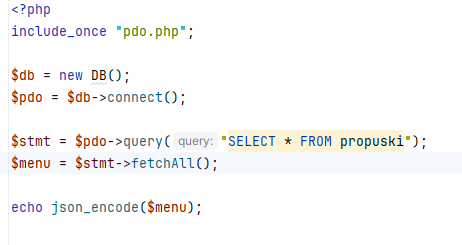 <?php
include_once "pdo.php";
$db = new DB();
$pdo = $db->connect();
$stmt = $pdo->query( query: "SELECT * FROM propuski");
$menu = $stmt->fetchAll();
echo json_encode($menu);